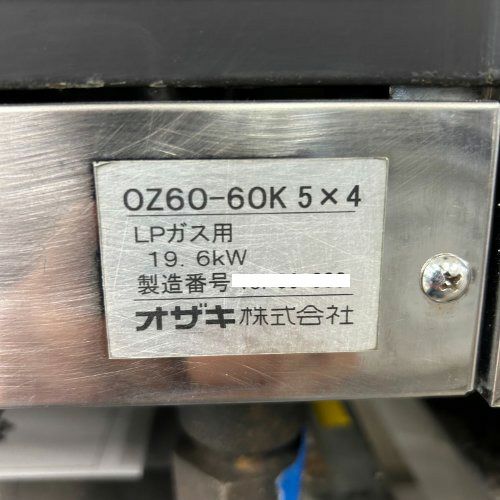 OZ60-60K 5×4
LPガス用
19.6kW
製造番号
オザキ株式会社